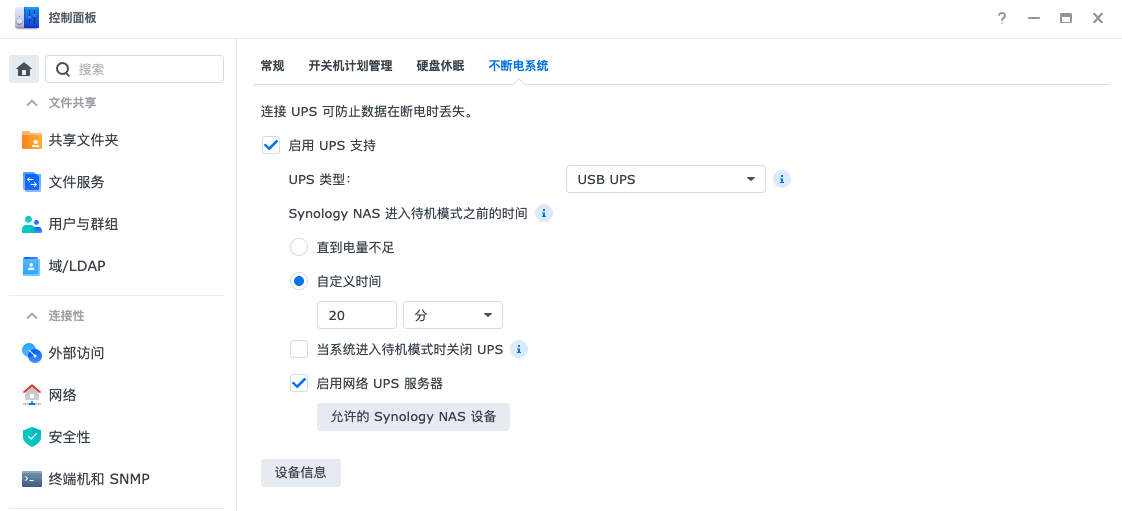 控制面板
搜索
文件共享
共享文件夹
文件服务
用户与群组
域/LDAP
连接性
外部访问
网络
安全性
终端机和 SNMP
常规 开关机计划管理 硬盘休眠 不断电系统
连接 UPS 可防止数据在断电时丢失。
启用 UPS 支持
UPS 类型: USB UPS
Synology NAS 进入待机模式之前的时间
直到电量不足
自定义时间
20 分
当系统进入待机模式时关闭 UPS
启用网络 UPS 服务器
允许的 Synology NAS 设备
设备信息